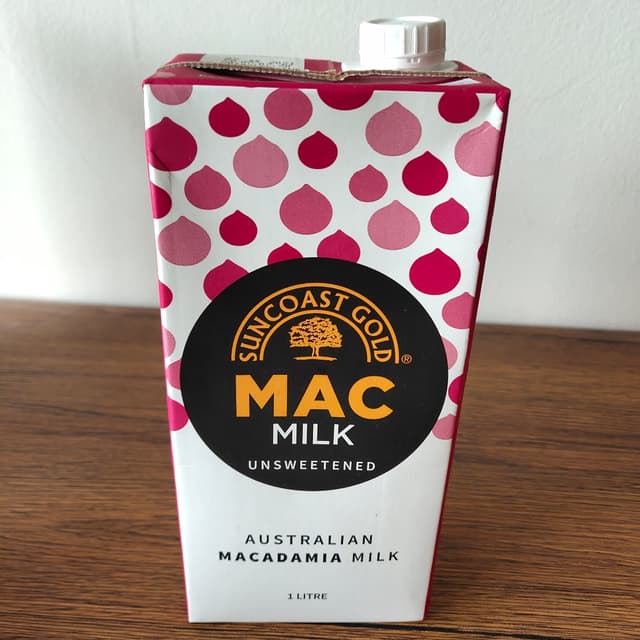 SUNCOAST GOLD®
MAC
MILK
UNSWEETENED
AUSTRALIAN
MACADAMIA MILK
1 LITRE